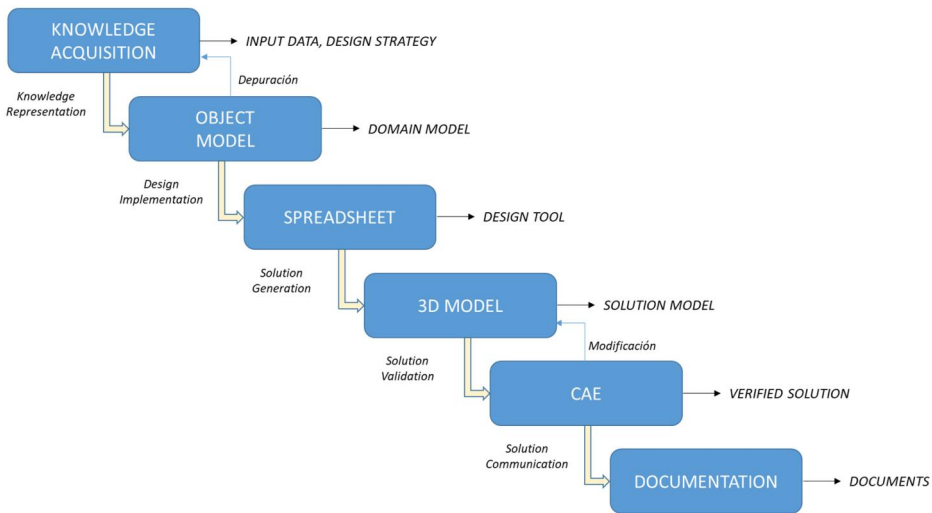 KNOWLEDGE
ACQUISITION
INPUT DATA, DESIGN STRATEGY
Depuración
Knowledge
Representation
OBJECT
MODEL
DOMAIN MODEL
Design
Implementation
SPREADSHEET
DESIGN TOOL
Solution
Generation
3D MODEL
SOLUTION MODEL
Modificación
Solution
Validation
CAE
VERIFIED SOLUTION
Solution
Communication
DOCUMENTATION
DOCUMENTS